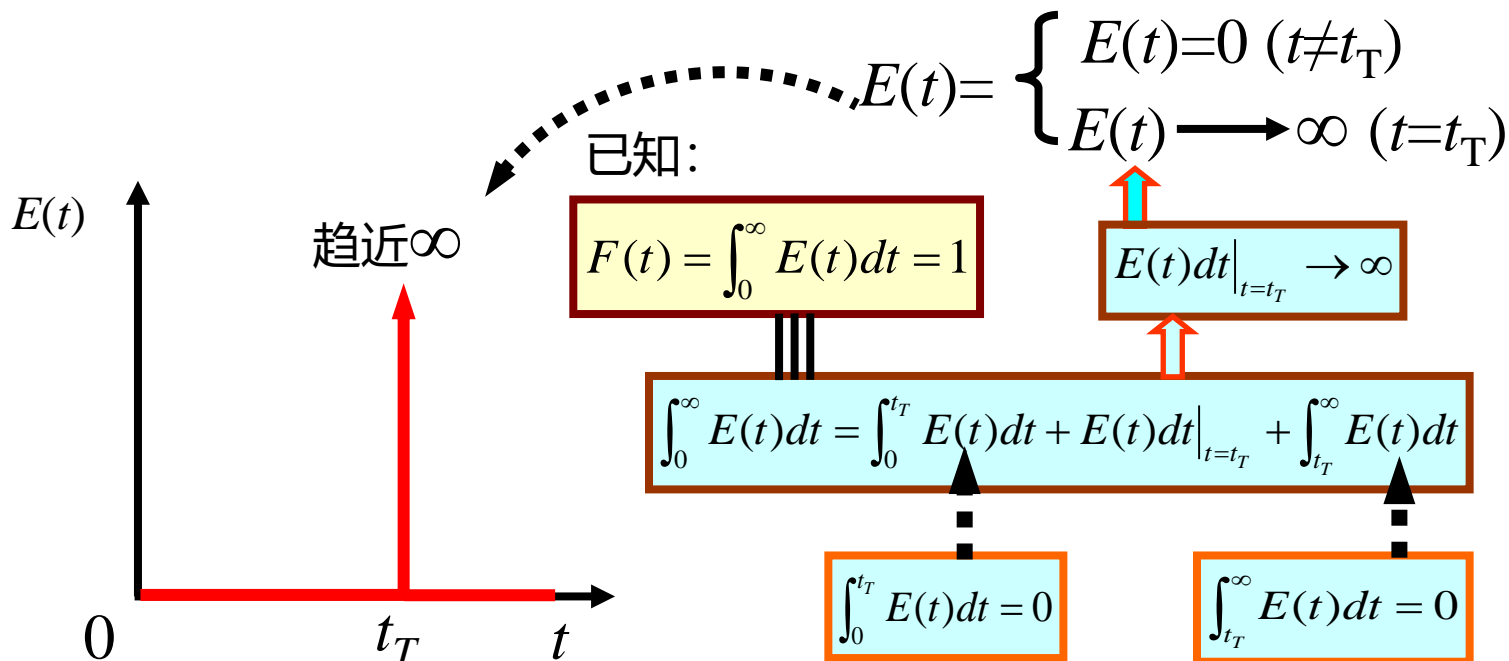 E(t)= { E(t)=0 (t≠t_T)
E(t) → ∞ (t=t_T)
已知：
E(t)
趋近∞
F(t) = ∫_0^∞ E(t)dt = 1
E(t)dt|_{t=t_T} → ∞
∫_0^∞ E(t)dt = ∫_0^{t_T} E(t)dt + E(t)dt|_{t=t_T} + ∫_{t_T}^∞ E(t)dt
∫_0^{t_T} E(t)dt = 0
∫_{t_T}^∞ E(t)dt = 0
0 t_T t